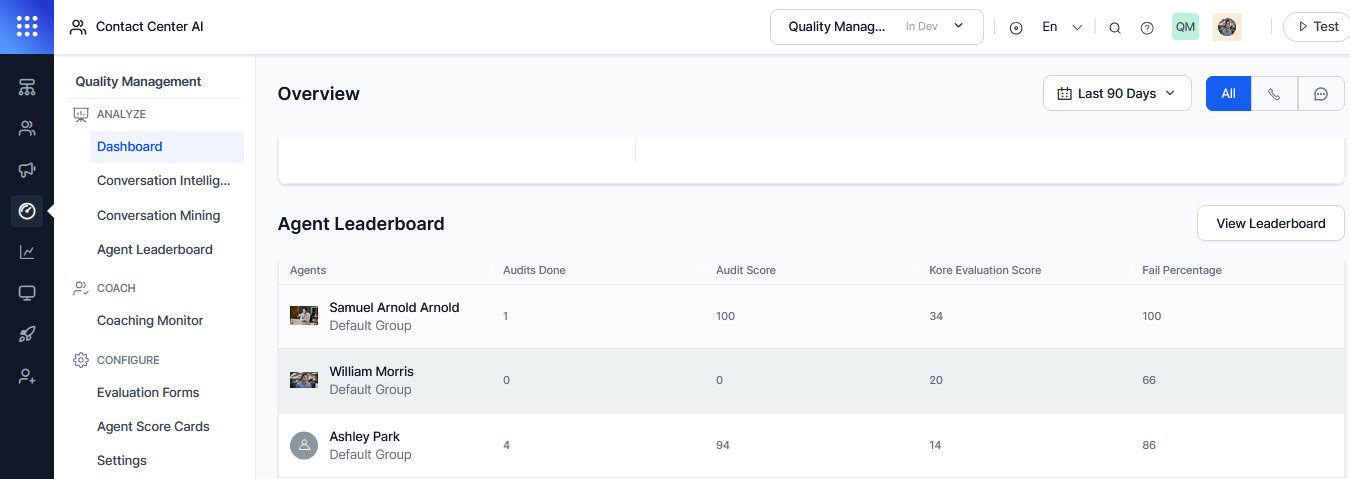 Contact Center AI
Quality Manag... In Dev
En
QM
Test
Quality Management
ANALYZE
Dashboard
Conversation Intellig...
Conversation Mining
Agent Leaderboard
COACH
Coaching Monitor
CONFIGURE
Evaluation Forms
Agent Score Cards
Settings
Overview
Last 90 Days
All
Agent Leaderboard
View Leaderboard
Agents Audits Done Audit Score Kore Evaluation Score Fail Percentage
Samuel Arnold Arnold
Default Group
1 100 34 100
William Morris
Default Group
0 0 20 66
Ashley Park
Default Group
4 94 14 86